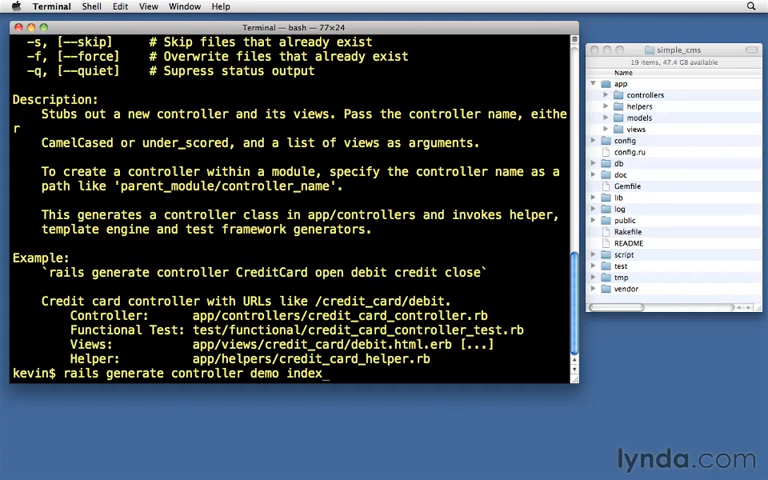 Terminal Shell Edit View Window Help
Terminal — bash — 77×24
-s, [--skip]     # Skip files that already exist
-f, [--force]    # Overwrite files that already exist
-q, [--quiet]    # Supress status output
Description:
Stubs out a new controller and its views. Pass the controller name, eithe
r
CamelCased or under_scored, and a list of views as arguments.
To create a controller within a module, specify the controller name as a
path like 'parent_module/controller_name'.
This generates a controller class in app/controllers and invokes helper,
template engine and test framework generators.
Example:
`rails generate controller CreditCard open debit credit close`
Credit card controller with URLs like /credit_card/debit.
Controller:      app/controllers/credit_card_controller.rb
Functional Test: test/functional/credit_card_controller_test.rb
Views:           app/views/credit_card/debit.html.erb [...]
Helper:          app/helpers/credit_card_helper.rb
kevin$ rails generate controller demo index_
simple_cms
19 items, 47.4 GB available
Name
app
controllers
helpers
models
views
config
config.ru
db
doc
Gemfile
lib
log
public
Rakefile
README
script
test
tmp
vendor
lynda.com